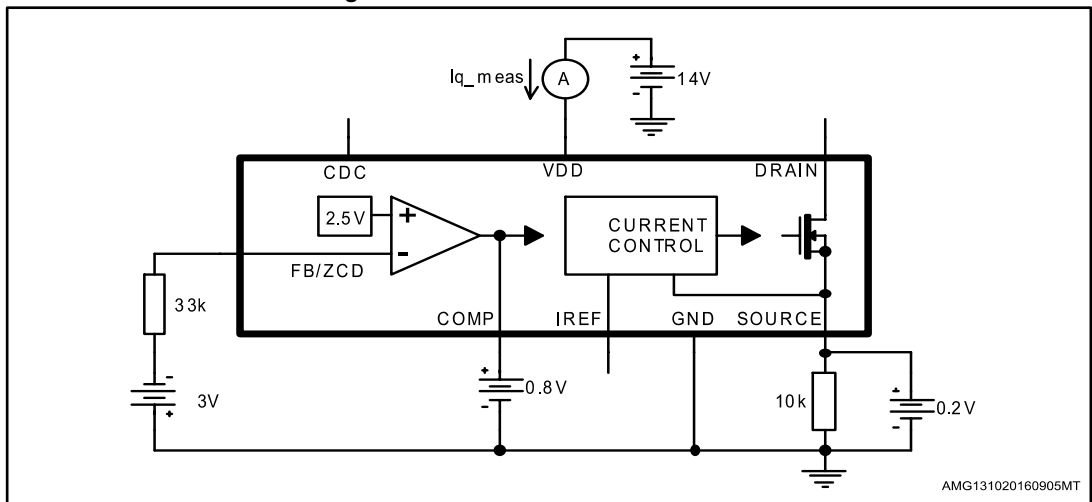 Iq_meas
A
+
-
14V
CDC
VDD
DRAIN
2.5V
+
-
CURRENT
CONTROL
FB/ZCD
33k
COMP
IREF
GND
SOURCE
-
+
3V
+
-
0.8V
10k
+
-
0.2V
AMG131020160905MT